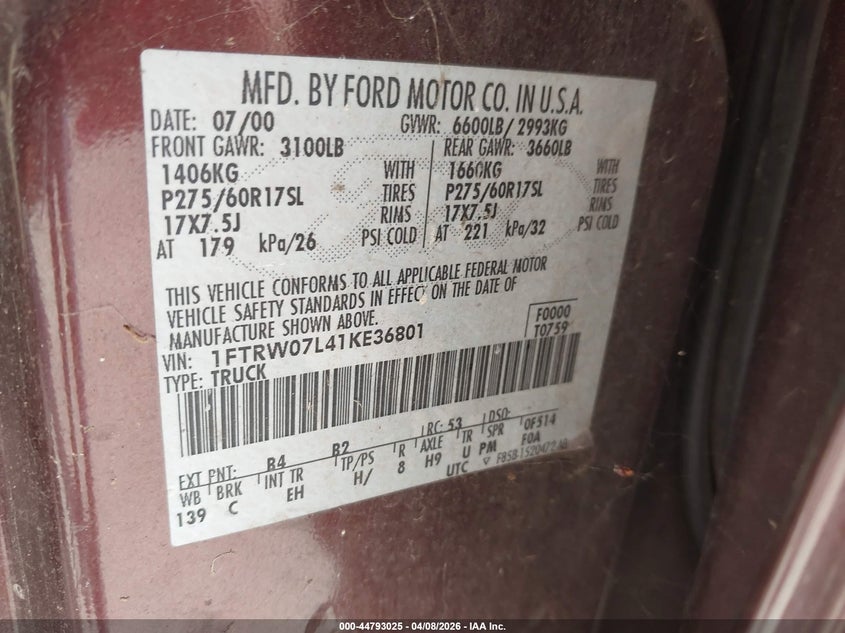 MFD. BY FORD MOTOR CO. IN U.S.A.
DATE: 07/00 GVWR: 6600LB/ 2993KG
FRONT GAWR: 3100LB REAR GAWR: 3660LB
1406KG WITH 1660KG WITH
P275/60R17SL TIRES P275/60R17SL TIRES
17X7.5J RIMS 17X7.5J RIMS
AT 179 kPa/26 PSI COLD AT 221 kPa/32 PSI COLD
THIS VEHICLE CONFORMS TO ALL APPLICABLE FEDERAL MOTOR
VEHICLE SAFETY STANDARDS IN EFFECT ON THE DATE OF
MANUFACTURE SHOWN ABOVE.
F0000
VIN: 1FTRW07L41KE36801 T0759
TYPE: TRUCK
EXT PNT: B4 B2 RC: 53 DSO: 0F514
WB BRK INT TR TP/PS R AXLE TR SPR F0A
139 C EH H/ 8 H9 U PM
UTC F85B-1520472-AB
000-44793025 - 04/08/2026 - IAA Inc.